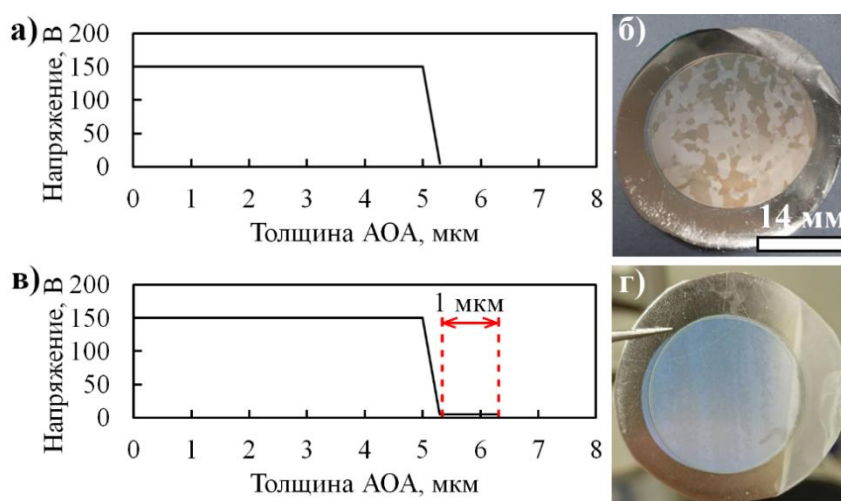 а)
Напряжение, В
200
150
100
50
0
0 1 2 3 4 5 6 7 8
Толщина АОА, мкм
б)
14 мм
в)
Напряжение, В
200
150
100
50
0
1 мкм
0 1 2 3 4 5 6 7 8
Толщина АОА, мкм
г)